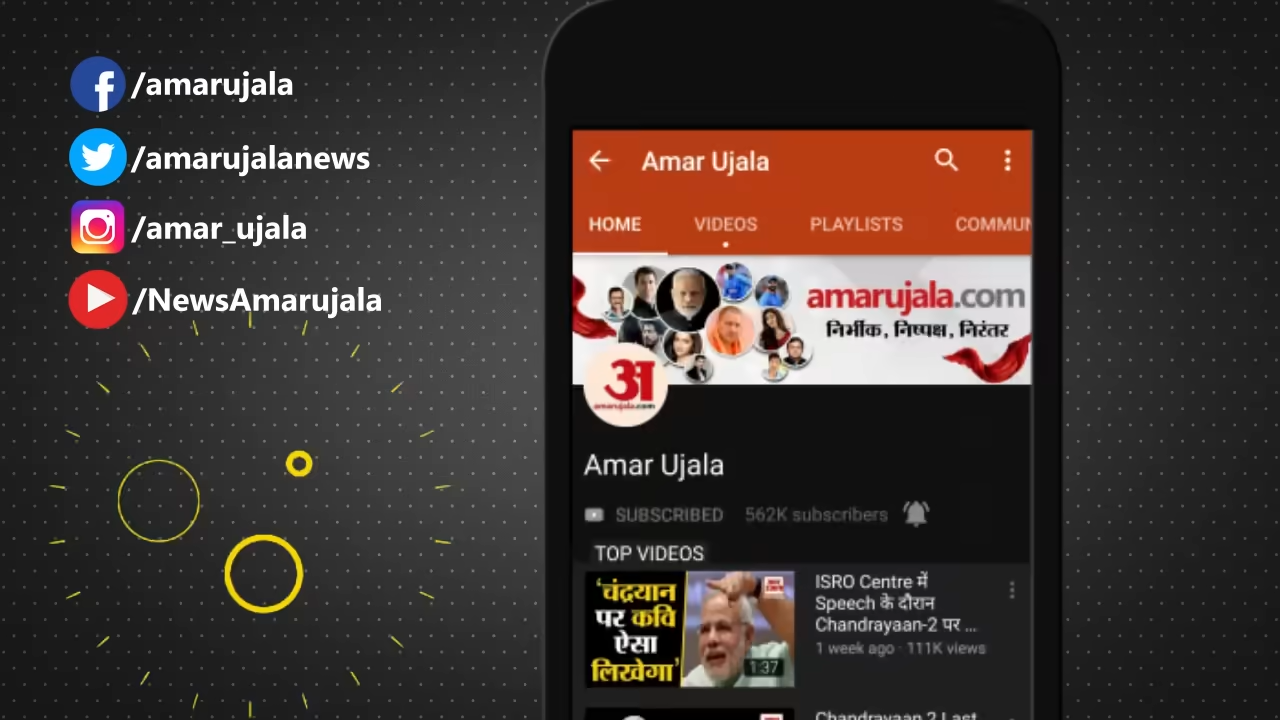 /amarujala
/amarujalanews
/amar_ujala
/NewsAmarujala
Amar Ujala
HOME VIDEOS PLAYLISTS COMMUN
amarujala.com
निर्भीक, निष्पक्ष, निरंतर
अ
amarujala.com
Amar Ujala
SUBSCRIBED 562K subscribers
TOP VIDEOS
'चंद्रयान
पर कवि
ऐसा
लिखेगा'
1:37
ISRO Centre में
Speech के दौरान
Chandrayaan-2 पर ...
1 week ago · 111K views
Chandrayaan 2 Last